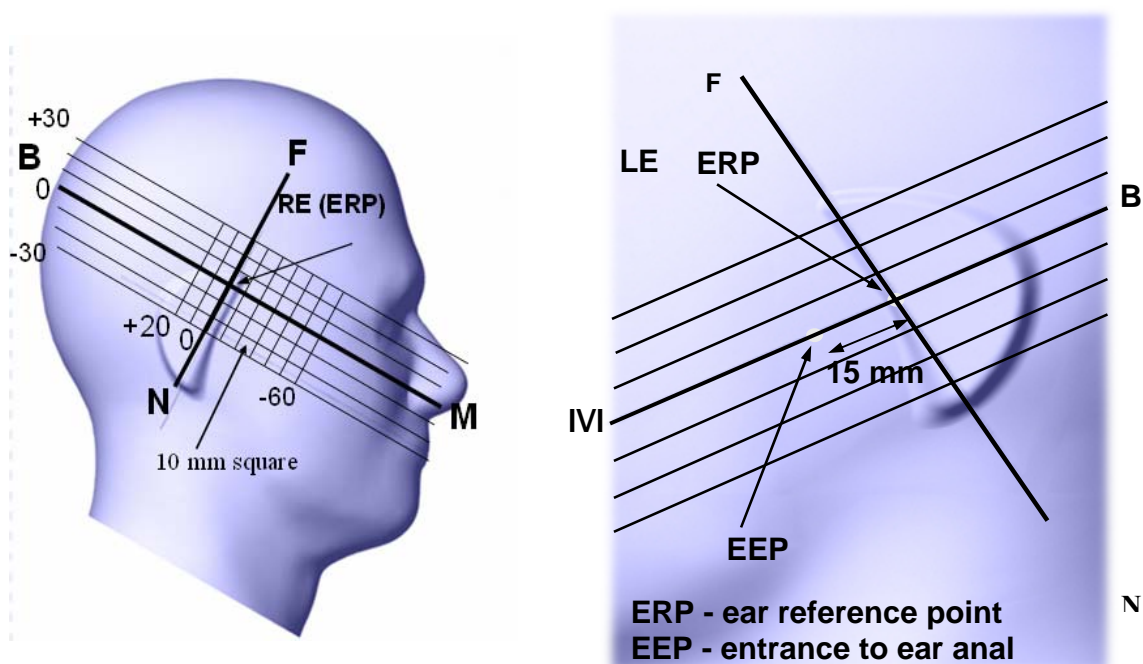 +30
B
0
-30
F
RE (ERP)
+20
0
N
-60
M
10 mm square
F
LE
ERP
B
15 mm
IVI
EEP
ERP - ear reference point
EEP - entrance to ear anal
N